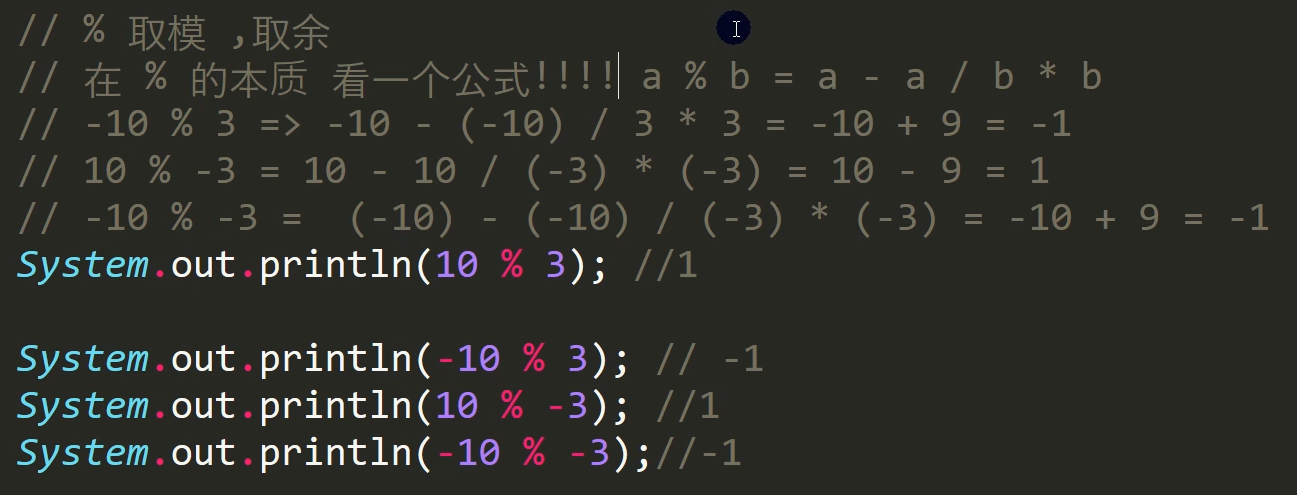 // % 取模 ,取余
// 在 % 的本质 看一个公式!!!! a % b = a - a / b * b
// -10 % 3 => -10 - (-10) / 3 * 3 = -10 + 9 = -1
// 10 % -3 = 10 - 10 / (-3) * (-3) = 10 - 9 = 1
// -10 % -3 =  (-10) - (-10) / (-3) * (-3) = -10 + 9 = -1
System.out.println(10 % 3); //1
System.out.println(-10 % 3); // -1
System.out.println(10 % -3); //1
System.out.println(-10 % -3);//-1